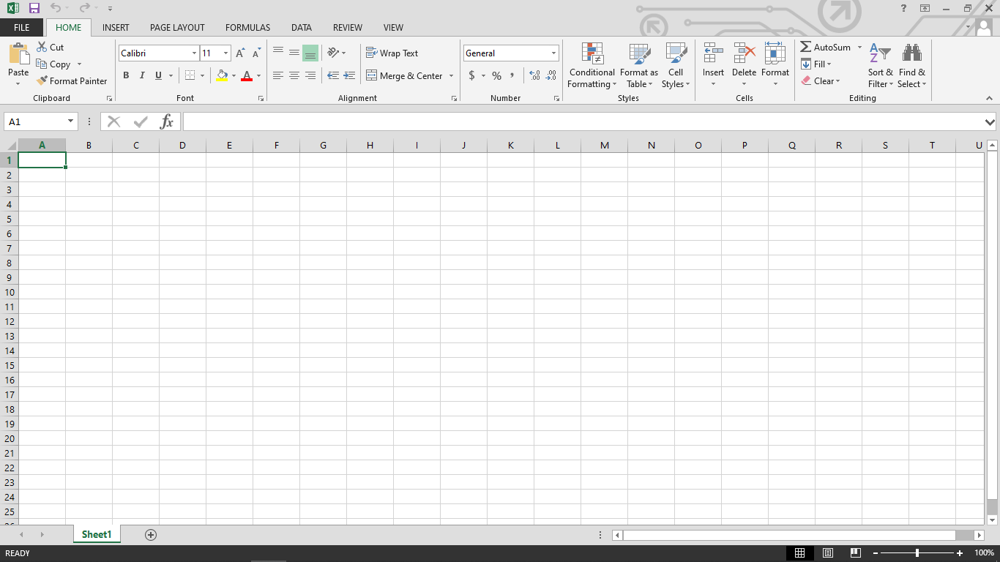 ?
FILE HOME INSERT PAGE LAYOUT FORMULAS DATA REVIEW VIEW
Paste
Cut
Copy
Format Painter
Clipboard
Calibri 11 A A
B I U A
Font
Wrap Text
Merge & Center
Alignment
General
$ % , .00 .00
Number
Conditional Formatting
Format as Table
Cell Styles
Styles
Insert Delete Format
Cells
AutoSum
Fill
Clear
Sort & Filter
Find & Select
Editing
A1 fx
A B C D E F G H I J K L M N O P Q R S T U
1
2
3
4
5
6
7
8
9
10
11
12
13
14
15
16
17
18
19
20
21
22
23
24
25
26
Sheet1
READY 100%